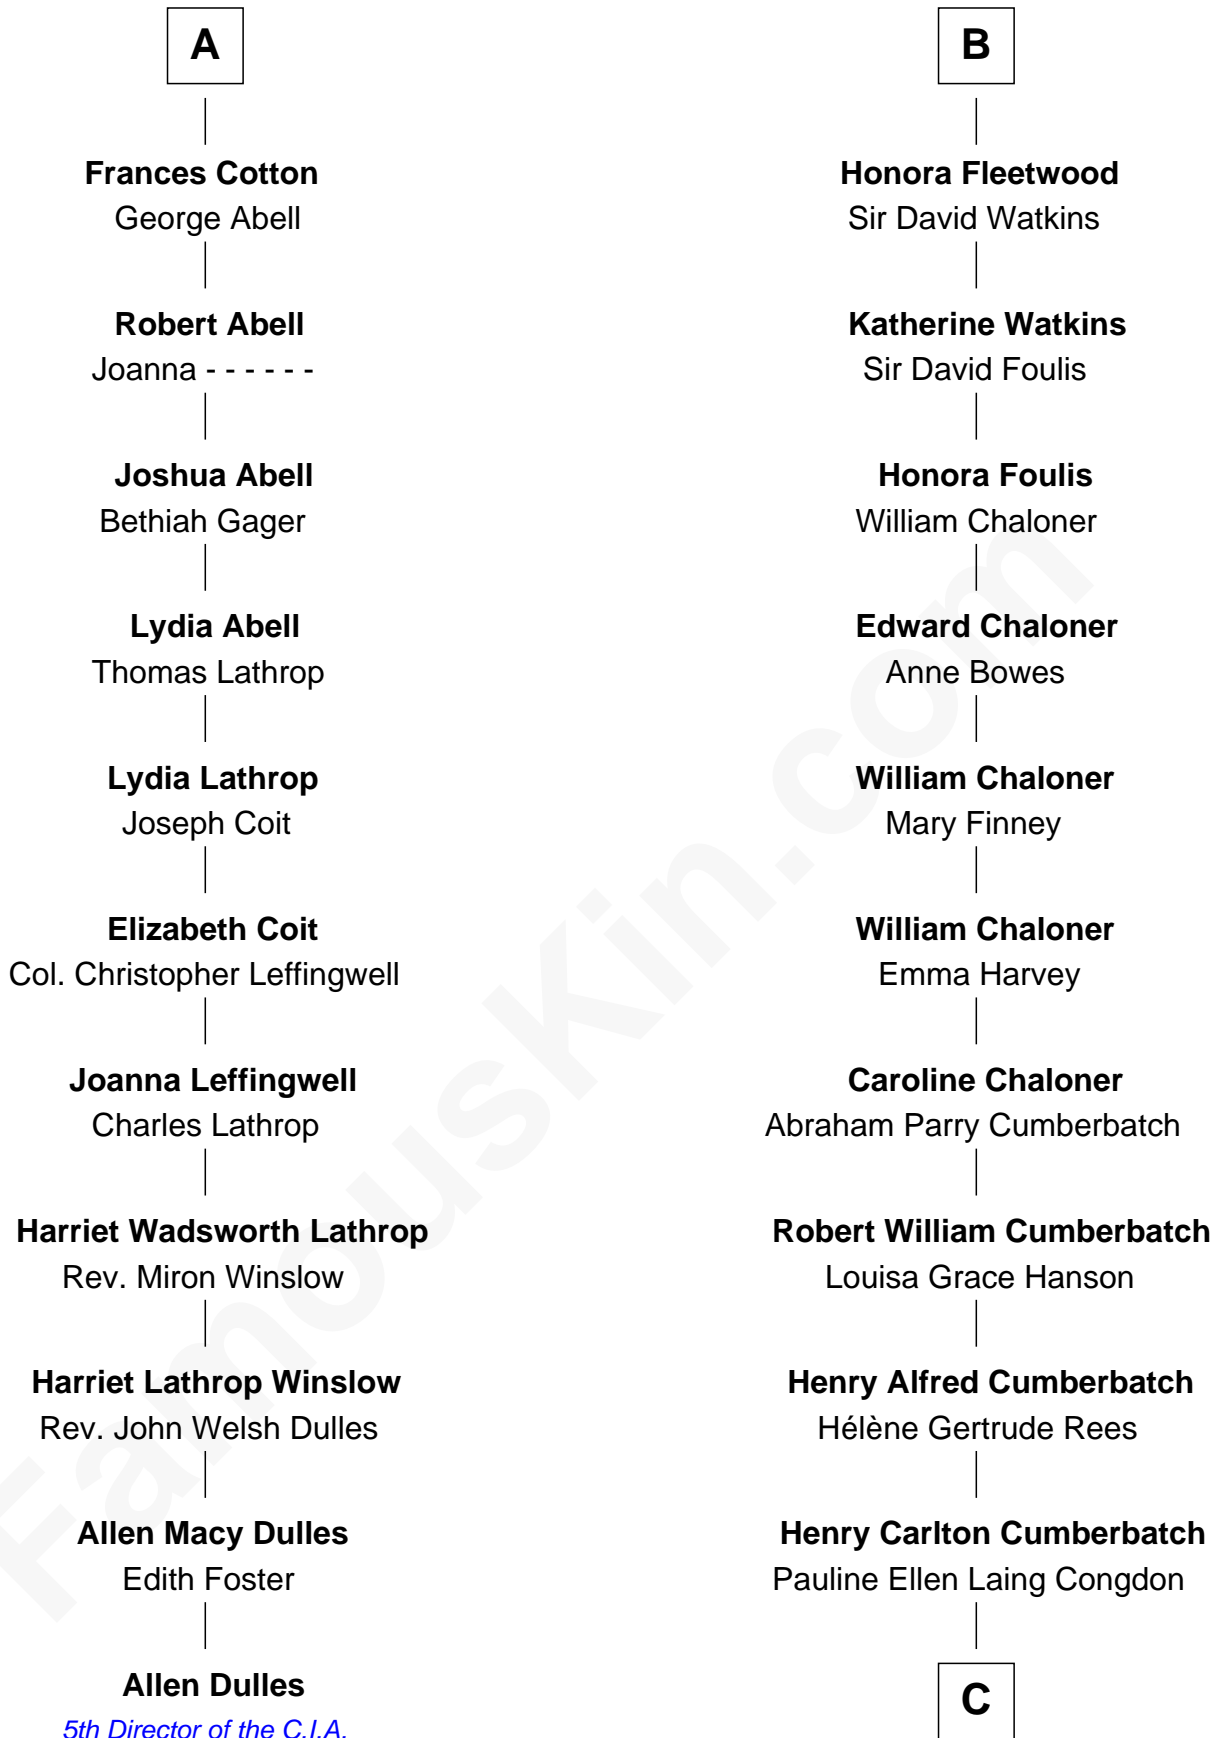 A
Frances Cotton
George Abell
Robert Abell
Joanna - - - - - -
Joshua Abell
Bethiah Gager
Lydia Abell
Thomas Lathrop
Lydia Lathrop
Joseph Coit
Elizabeth Coit
Col. Christopher Leffingwell
Joanna Leffingwell
Charles Lathrop
Harriet Wadsworth Lathrop
Rev. Miron Winslow
Harriet Lathrop Winslow
Rev. John Welsh Dulles
Allen Macy Dulles
Edith Foster
Allen Dulles
5th Director of the C.I.A.
B
Honora Fleetwood
Sir David Watkins
Katherine Watkins
Sir David Foulis
Honora Foulis
William Chaloner
Edward Chaloner
Anne Bowes
William Chaloner
Mary Finney
William Chaloner
Emma Harvey
Caroline Chaloner
Abraham Parry Cumberbatch
Robert William Cumberbatch
Louisa Grace Hanson
Henry Alfred Cumberbatch
Hélène Gertrude Rees
Henry Carlton Cumberbatch
Pauline Ellen Laing Congdon
C
FamousKin.com